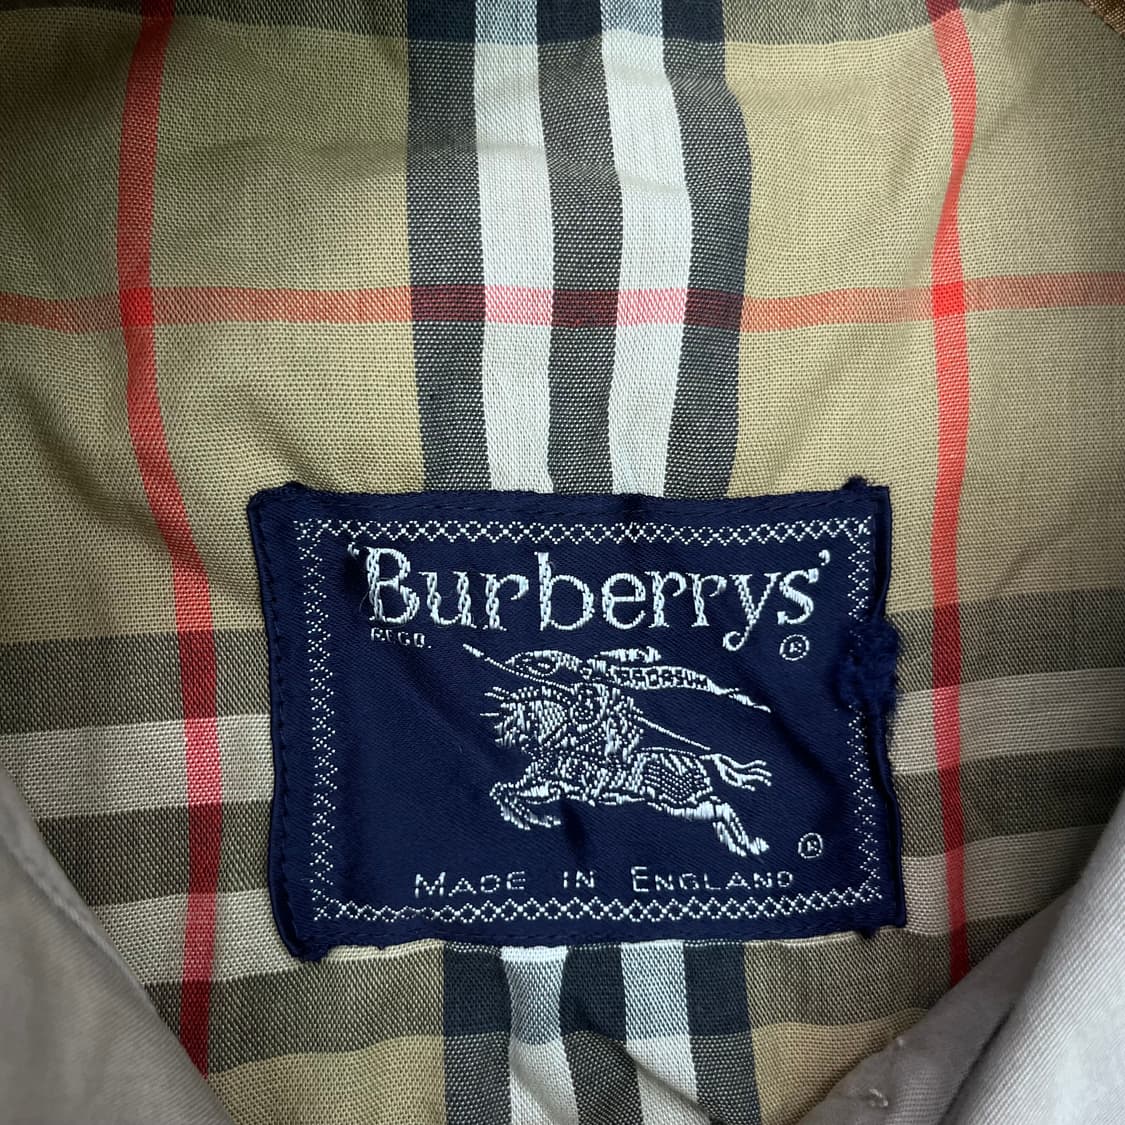 'Burberrys'
REGD
®
PRORSUM
®
MADE IN ENGLAND